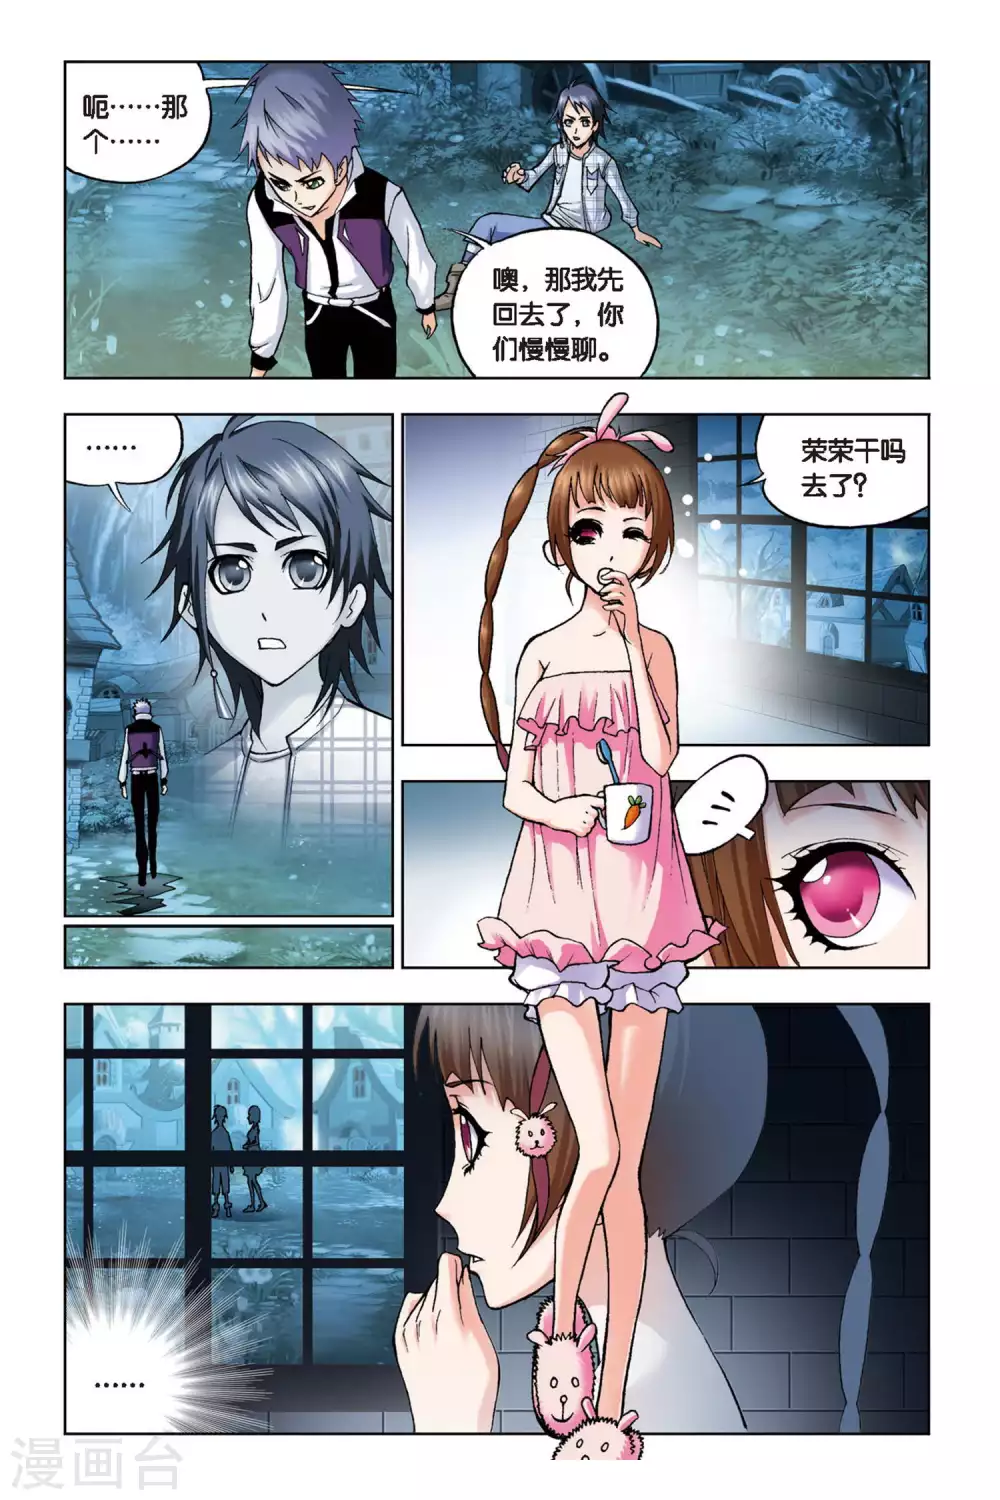 呃……那
个……
噢，那我先
回去了，你
们慢慢聊。
……
荣荣干吗
去了？
！！！
……
漫画台